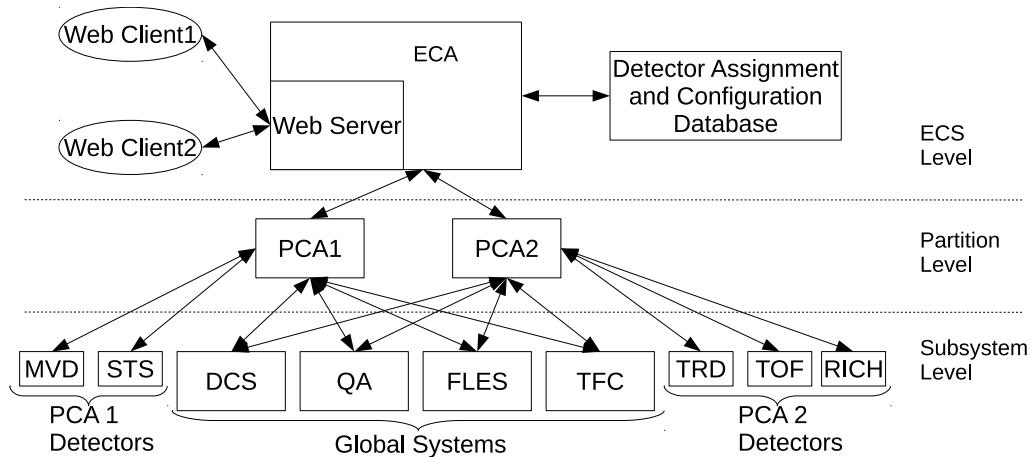 Web Client1
ECA
Detector Assignment
and Configuration
Database
Web Server
Web Client2
ECS
Level
PCA1
PCA2
Partition
Level
MVD
STS
DCS
QA
FLES
TFC
TRD
TOF
RICH
Subsystem
Level
PCA 1
Detectors
Global Systems
PCA 2
Detectors